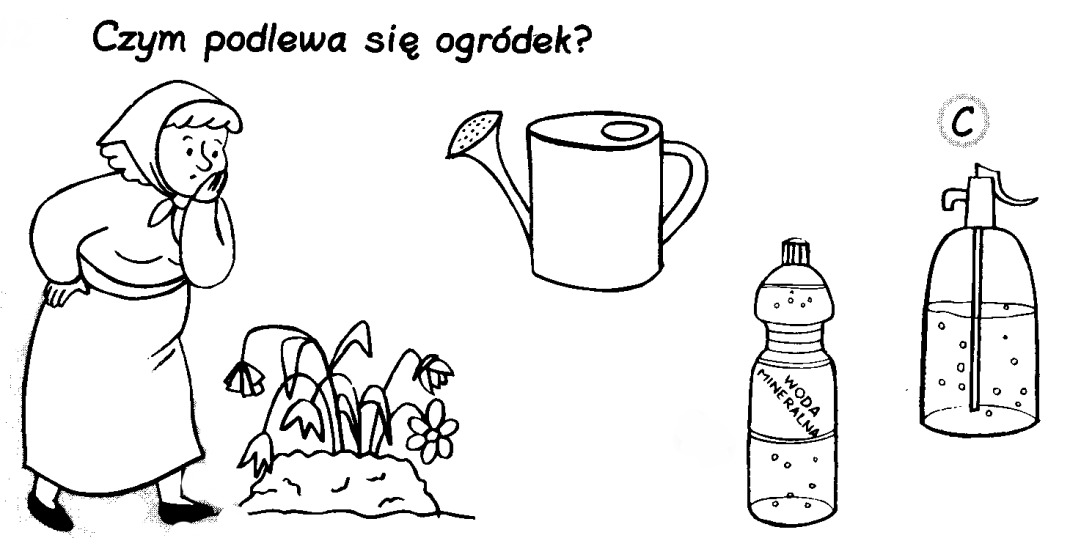 Czym podlewa się ogródek?
C
WODA
MINERALNA